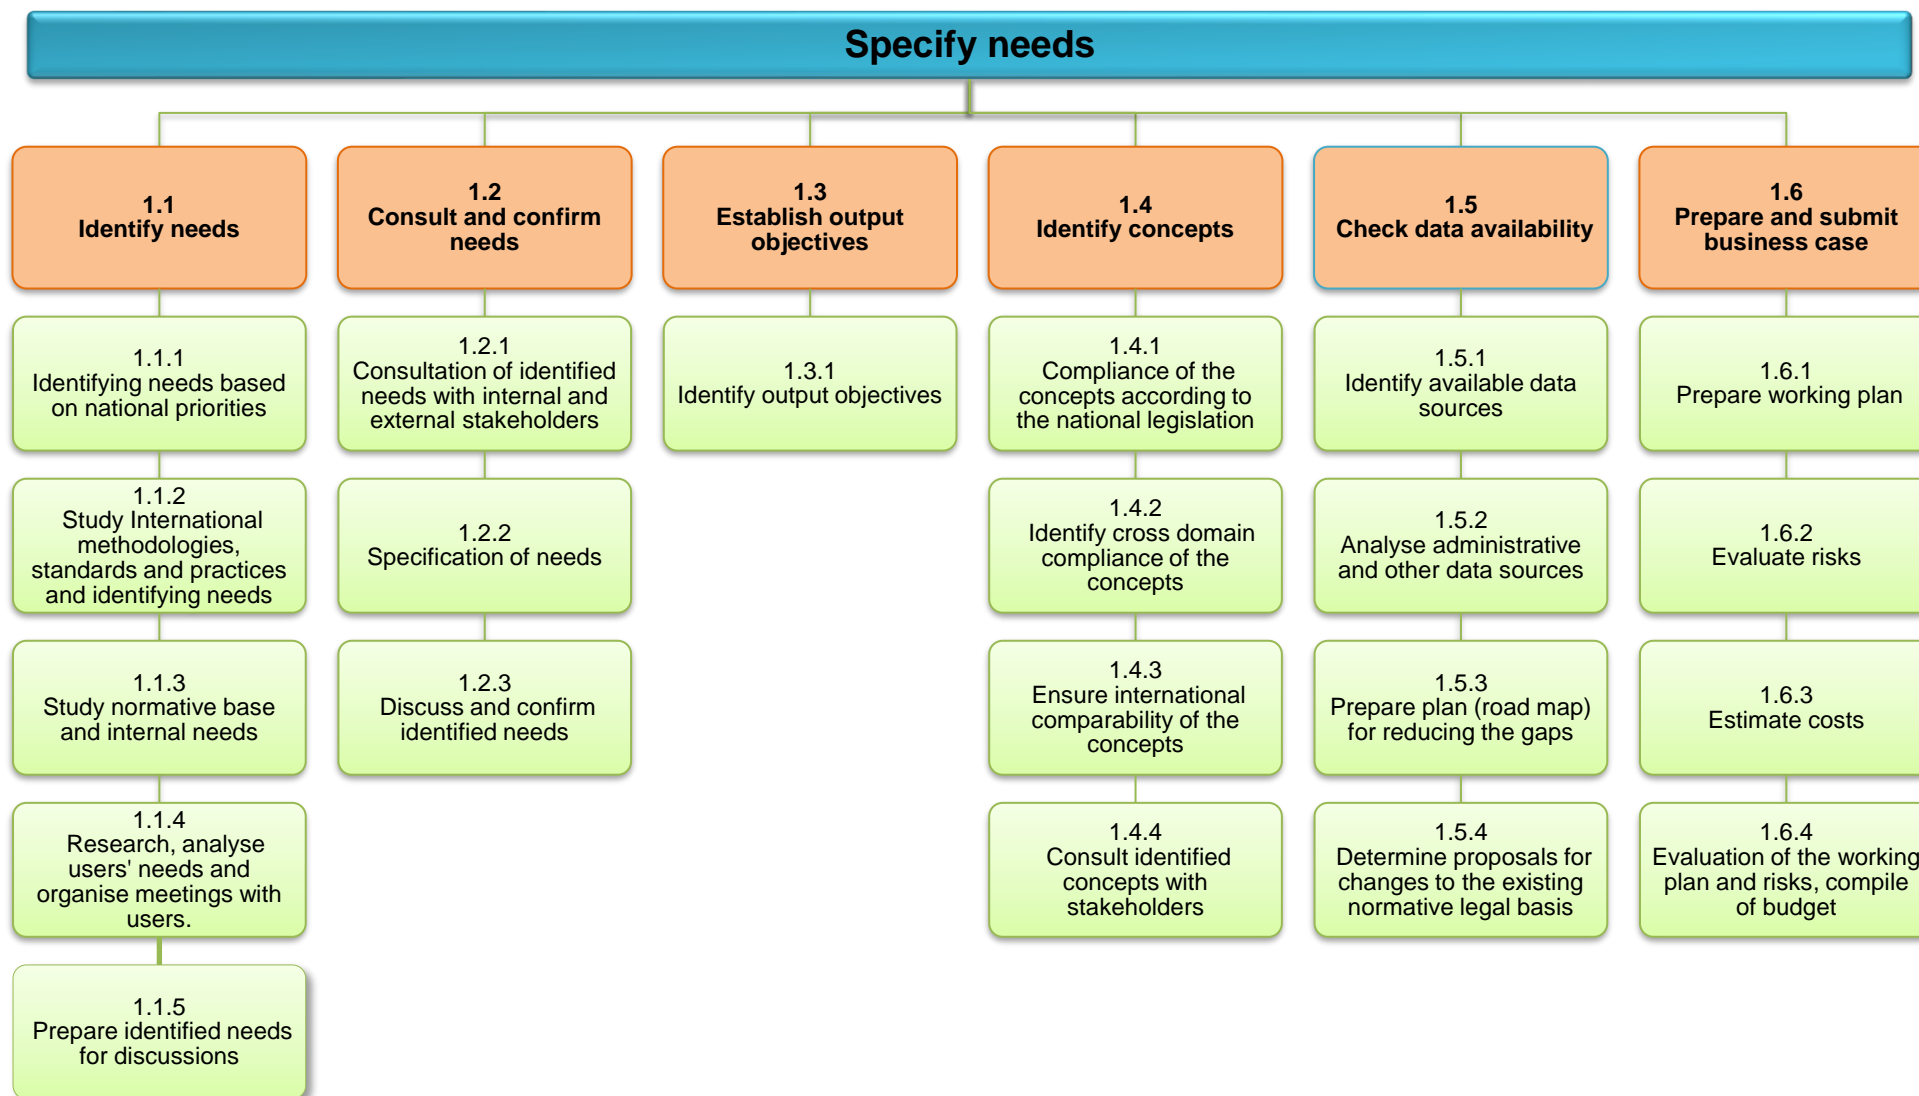 Specify needs
1.1
Identify needs
1.2
Consult and confirm
needs
1.3
Establish output
objectives
1.4
Identify concepts
1.5
Check data availability
1.6
Prepare and submit
business case
1.1.1
Identifying needs based
on national priorities
1.2.1
Consultation of identified
needs with internal and
external stakeholders
1.3.1
Identify output objectives
1.4.1
Compliance of the
concepts according to
the national legislation
1.5.1
Identify available data
sources
1.6.1
Prepare working plan
1.1.2
Study International
methodologies,
standards and practices
and identifying needs
1.2.2
Specification of needs
1.4.2
Identify cross domain
compliance of the
concepts
1.5.2
Analyse administrative
and other data sources
1.6.2
Evaluate risks
1.1.3
Study normative base
and internal needs
1.2.3
Discuss and confirm
identified needs
1.4.3
Ensure international
comparability of the
concepts
1.5.3
Prepare plan (road map)
for reducing the gaps
1.6.3
Estimate costs
1.1.4
Research, analyse
users' needs and
organise meetings with
users.
1.4.4
Consult identified
concepts with
stakeholders
1.5.4
Determine proposals for
changes to the existing
normative legal basis
1.6.4
Evaluation of the working
plan and risks, compile
of budget
1.1.5
Prepare identified needs
for discussions